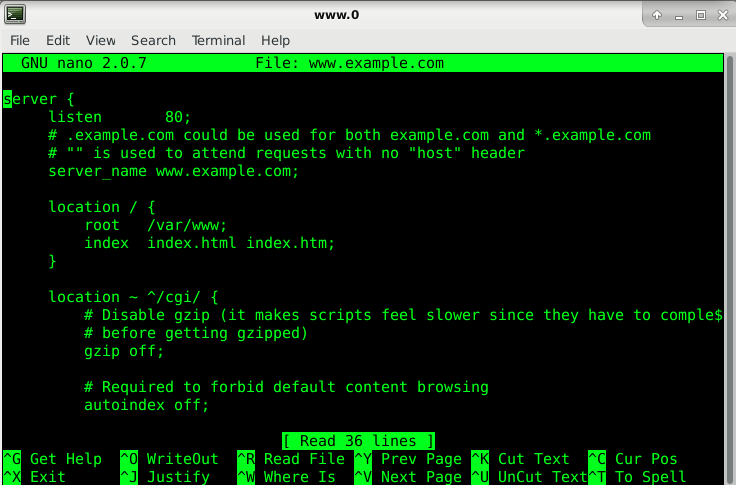 www.0
File Edit View Search Terminal Help
GNU nano 2.0.7 File: www.example.com
server {
listen 80;
# .example.com could be used for both example.com and *.example.com
# "" is used to attend requests with no "host" header
server_name www.example.com;
location / {
root /var/www;
index index.html index.htm;
}
location ~ ^/cgi/ {
# Disable gzip (it makes scripts feel slower since they have to comple$
# before getting gzipped)
gzip off;
# Required to forbid default content browsing
autoindex off;
[ Read 36 lines ]
^G Get Help ^O WriteOut ^R Read File ^Y Prev Page ^K Cut Text ^C Cur Pos
^X Exit ^J Justify ^W Where Is ^V Next Page ^U UnCut Text ^T To Spell